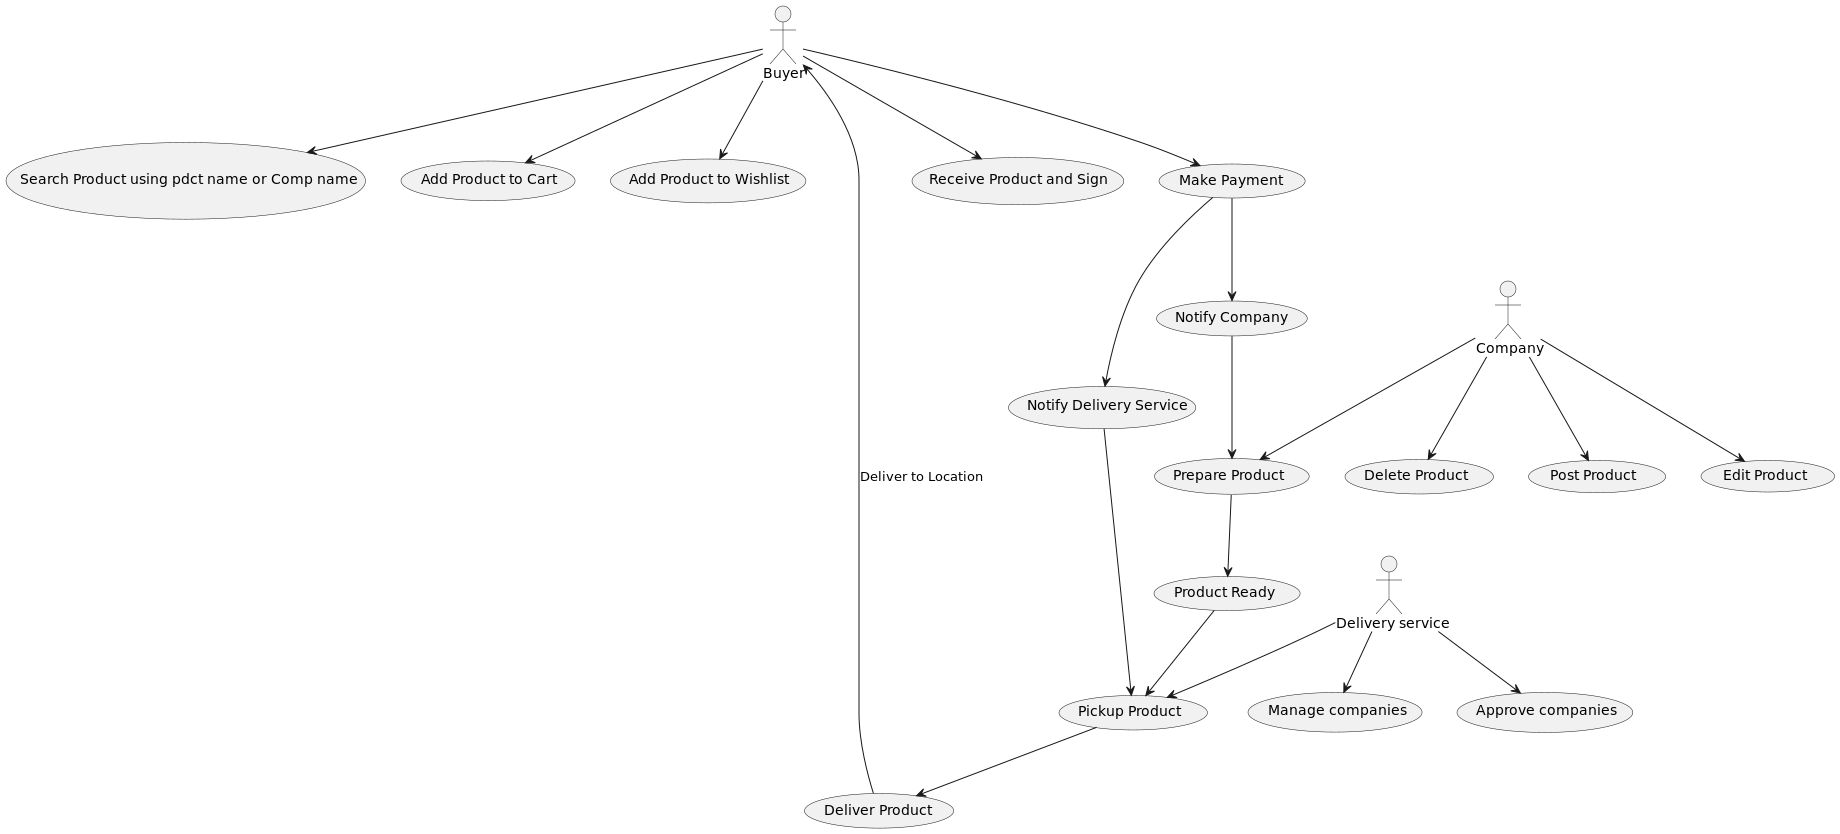 Buyer
Search Product using pdct name or Comp name
Add Product to Cart
Add Product to Wishlist
Receive Product and Sign
Make Payment
Notify Company
Company
Notify Delivery Service
Deliver to Location
Prepare Product
Delete Product
Post Product
Edit Product
Product Ready
Delivery service
Pickup Product
Manage companies
Approve companies
Deliver Product